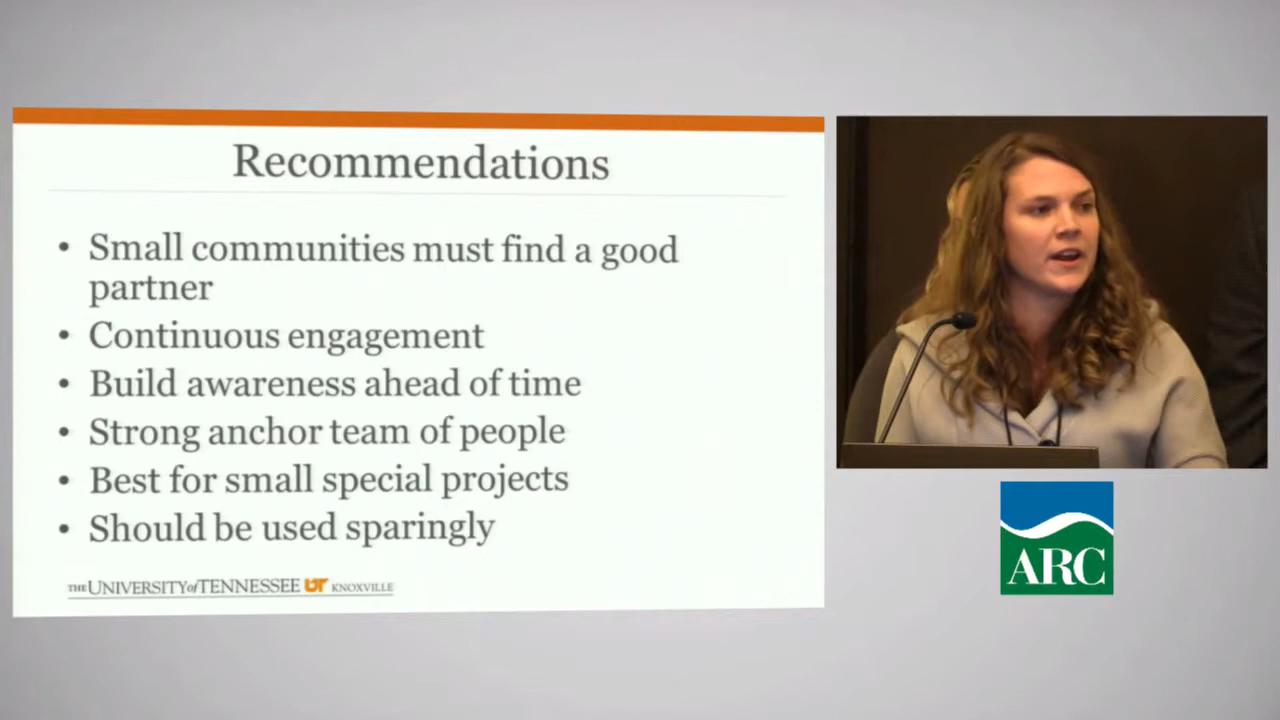 Recommendations
• Small communities must find a good
partner
• Continuous engagement
• Build awareness ahead of time
• Strong anchor team of people
• Best for small special projects
• Should be used sparingly
THE UNIVERSITY of TENNESSEE UT KNOXVILLE
ARC